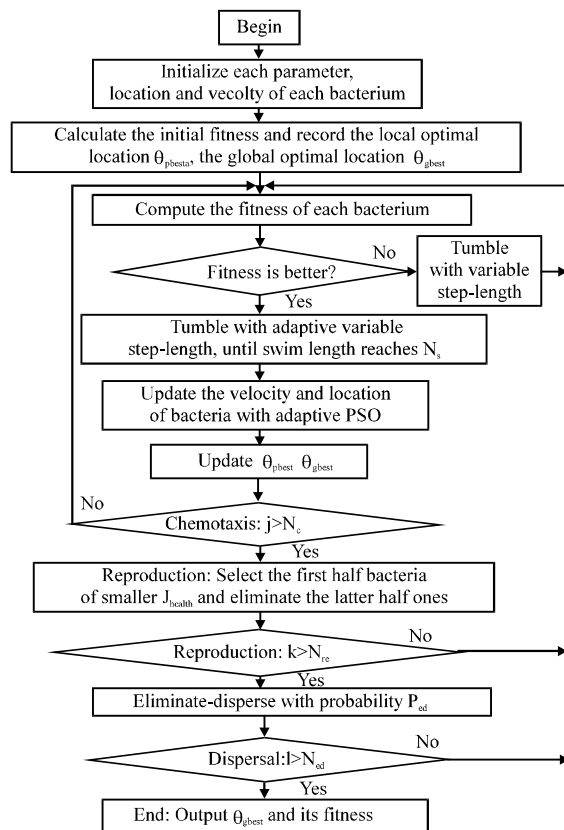 Begin
Initialize each parameter,
location and vecolty of each bacterium
Calculate the initial fitness and record the local optimal
location θpbesta, the global optimal location θgbest
Compute the fitness of each bacterium
Fitness is better?
No
Tumble
with variable
step-length
Yes
Tumble with adaptive variable
step-length, until swim length reaches Ns
Update the velocity and location
of bacteria with adaptive PSO
Update θpbest θgbest
No
Chemotaxis: j>Nc
Yes
Reproduction: Select the first half bacteria
of smaller Jhealth and eliminate the latter half ones
Reproduction: k>Nre
No
Yes
Eliminate-disperse with probability Ped
Dispersal:l>Ned
No
Yes
End: Output θgbest and its fitness